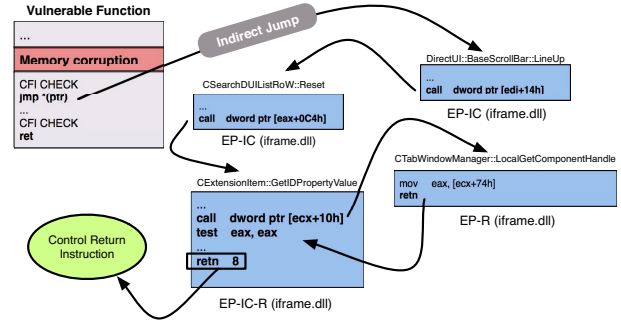 Vulnerable Function
...
Memory corruption
CFI CHECK
jmp *(ptr)
...
CFI CHECK
ret
Indirect Jump
DirectUI::BaseScrollBar::LineUp
...
call dword ptr [edi+14h]
EP-IC (iframe.dll)
CSearchDUIListRoW::Reset
...
call dword ptr [eax+0C4h]
EP-IC (iframe.dll)
CTabWindowManager::LocalGetComponentHandle
mov eax, [ecx+74h]
retn
EP-R (iframe.dll)
CExtensionItem::GetIDPropertyValue
...
call dword ptr [ecx+10h]
test eax, eax
...
retn 8
EP-IC-R (iframe.dll)
Control Return
Instruction